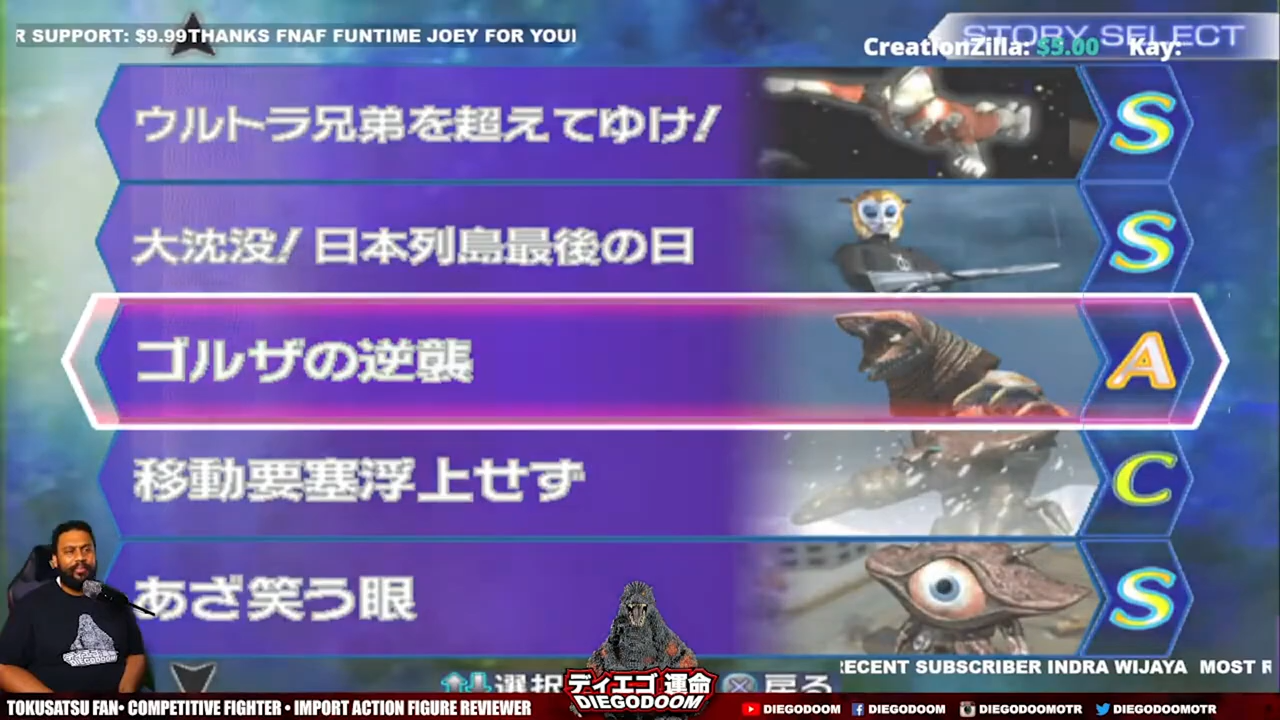 R SUPPORT: $9.99THANKS FNAF FUNTIME JOEY FOR YOU
STORY SELECT
CreationZilla: $5.00 Kay:
ウルトラ兄弟を超えてゆけ!
S
大沈没!日本列島最後の日
S
ゴルザの逆襲
A
移動要塞浮上せず
C
あざ笑う眼
S
ECENT SUBSCRIBER INDRA WIJAYA MOST R
選択
戻る
ディエゴ 運命
DIEGODOOM
TOKUSATSU FAN• COMPETITIVE FIGHTER • IMPORT ACTION FIGURE REVIEWER
DIEGODOOM DIEGODOOM DIEGODOOMOTR DIEGODOOMOTR